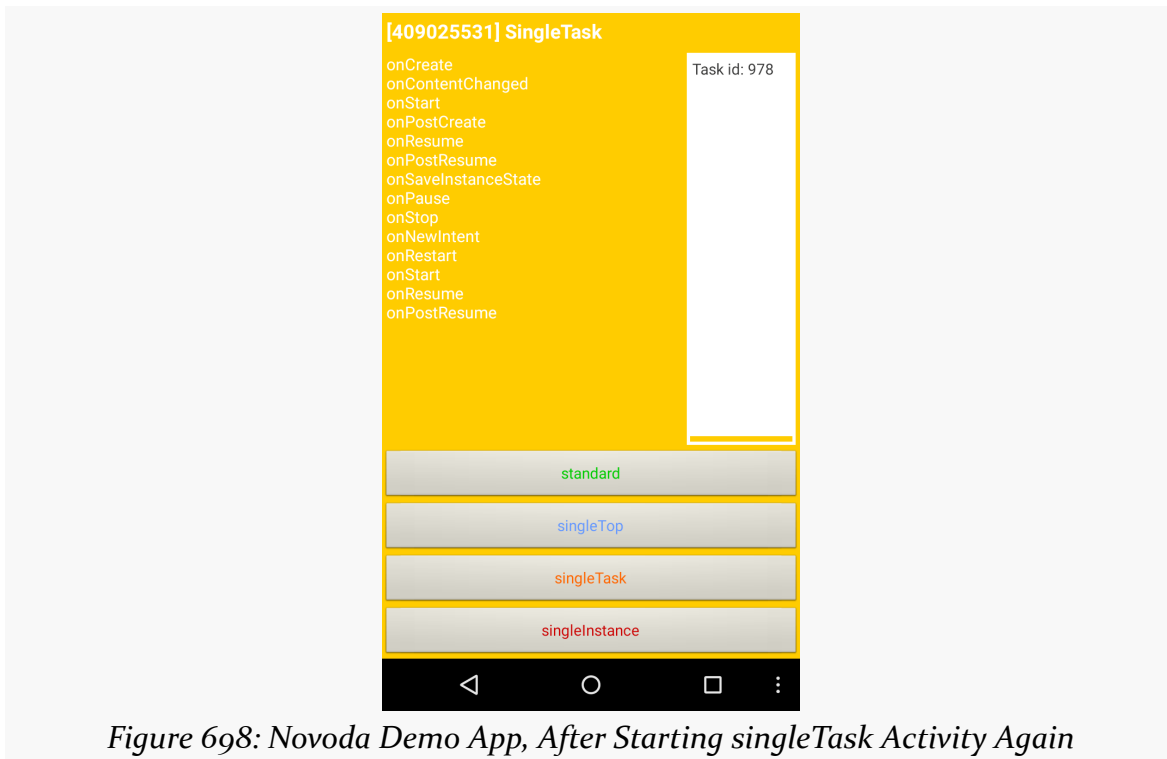 [409025531] SingleTask
onCreate
onContentChanged
onStart
onPostCreate
onResume
onPostResume
onSaveInstanceState
onPause
onStop
onNewIntent
onRestart
onStart
onResume
onPostResume
Task id: 978
standard
singleTop
singleTask
singleInstance
Figure 698: Novoda Demo App, After Starting singleTask Activity Again